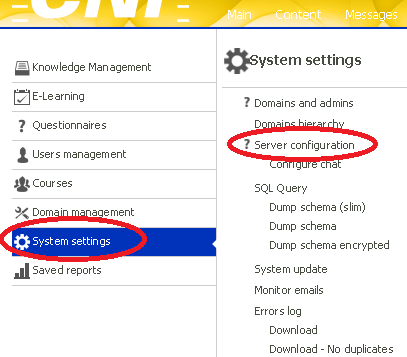 Main Content Messages
Knowledge Management
E-Learning
? Questionnaires
Users management
Courses
Domain management
System settings
Saved reports
System settings
? Domains and admins
Domains hierarchy
? Server configuration
Configure chat
SQL Query
Dump schema (slim)
Dump schema
Dump schema encrypted
System update
Monitor emails
Errors log
Download
Download - No duplicates